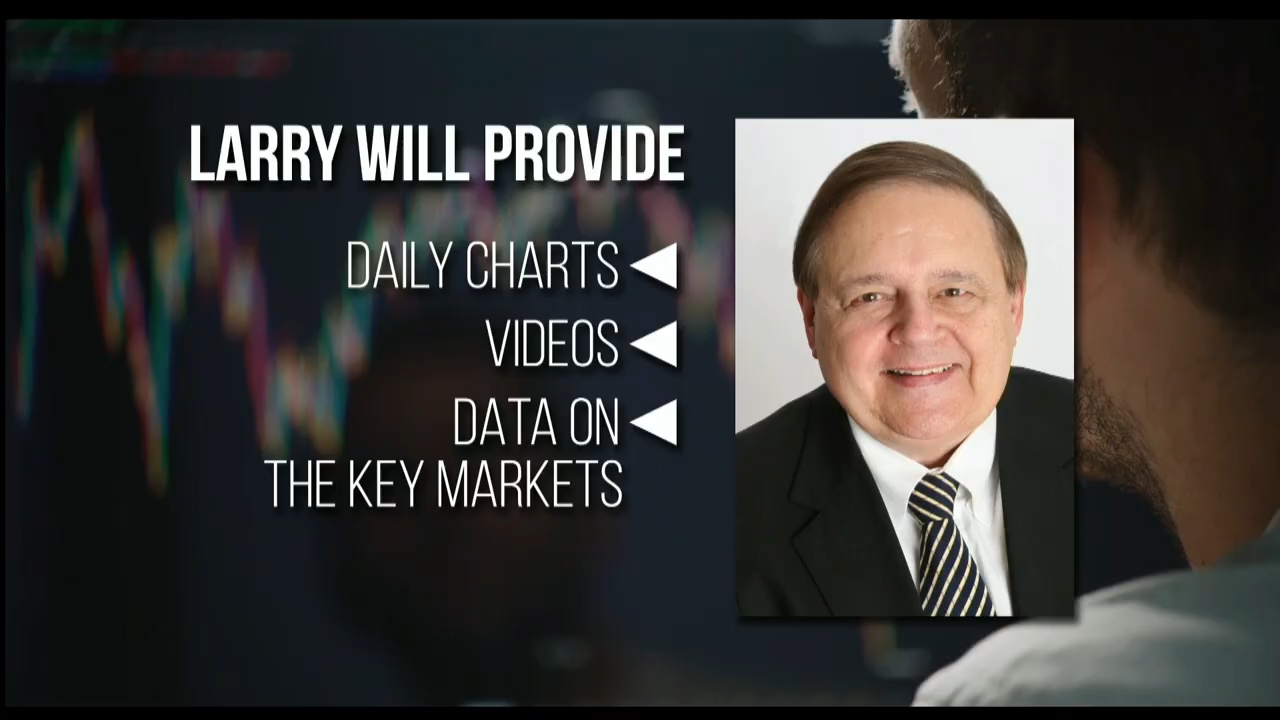 LARRY WILL PROVIDE
DAILY CHARTS
VIDEOS
DATA ON
THE KEY MARKETS